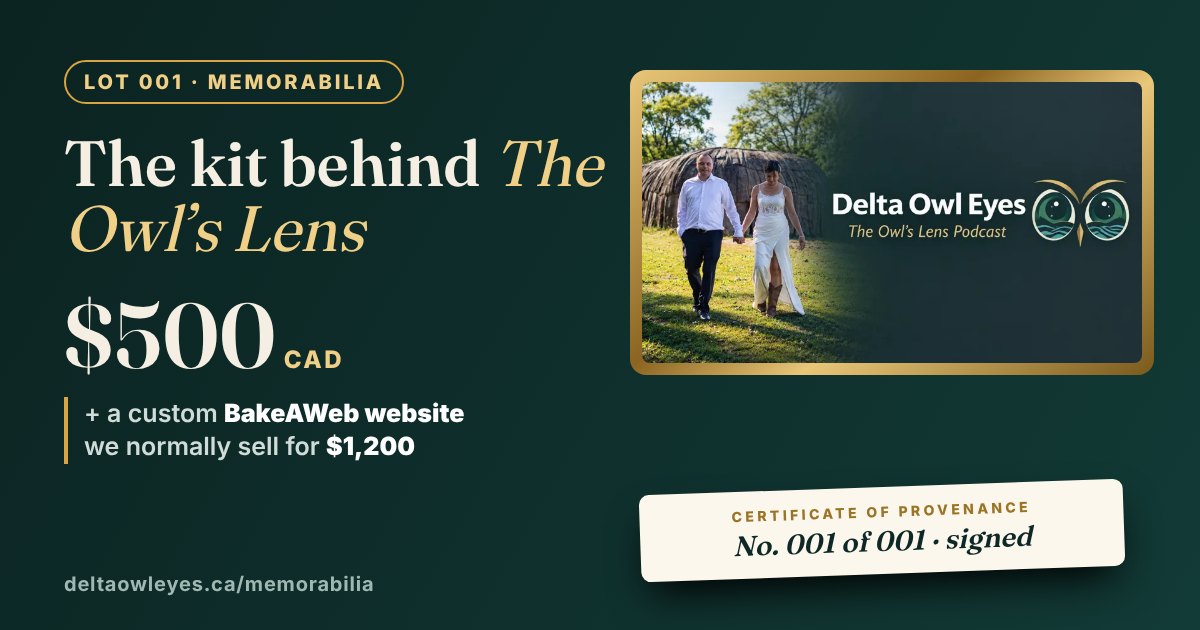 LOT 001 · MEMORABILIA
The kit behind The
Owl’s Lens
$500 CAD
+ a custom BakeAWeb website
we normally sell for $1,200
deltaowleyes.ca/memorabilia
Delta Owl Eyes
The Owl’s Lens Podcast
CERTIFICATE OF PROVENANCE
No. 001 of 001 · signed